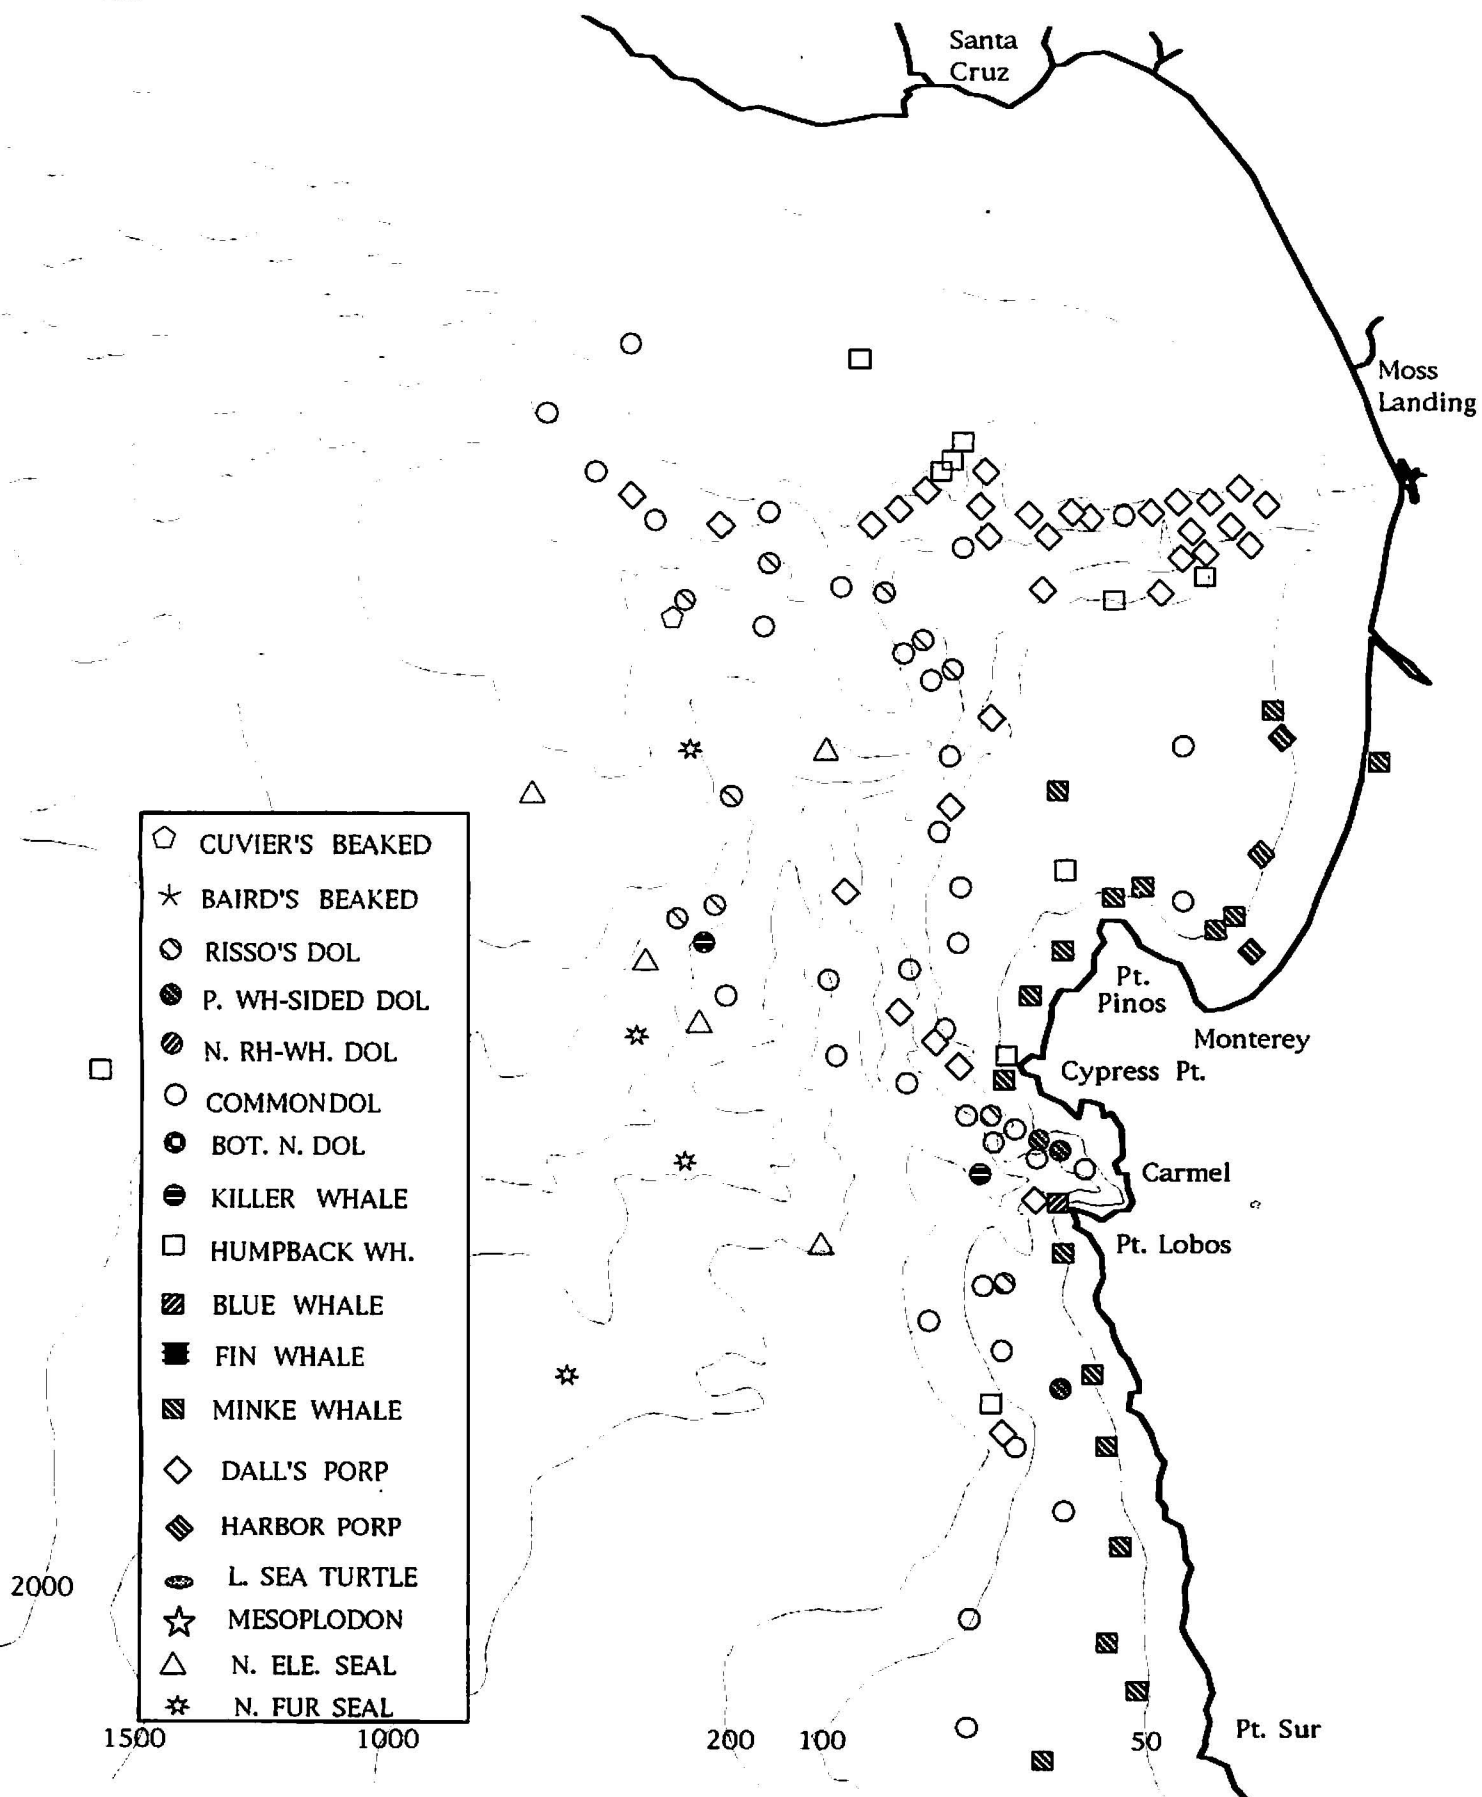 Santa
Cruz
Moss
Landing
Pt.
Pinos
Monterey
Cypress Pt.
Carmel
Pt. Lobos
Pt. Sur
CUVIER'S BEAKED
BAIRD'S BEAKED
RISSO'S DOL
P. WH-SIDED DOL
N. RH-WH. DOL
COMMON DOL
BOT. N. DOL
KILLER WHALE
HUMPBACK WH.
BLUE WHALE
FIN WHALE
MINKE WHALE
DALL'S PORP
HARBOR PORP
L. SEA TURTLE
MESOPLODON
N. ELE. SEAL
N. FUR SEAL
2000
1500
1000
200
100
50